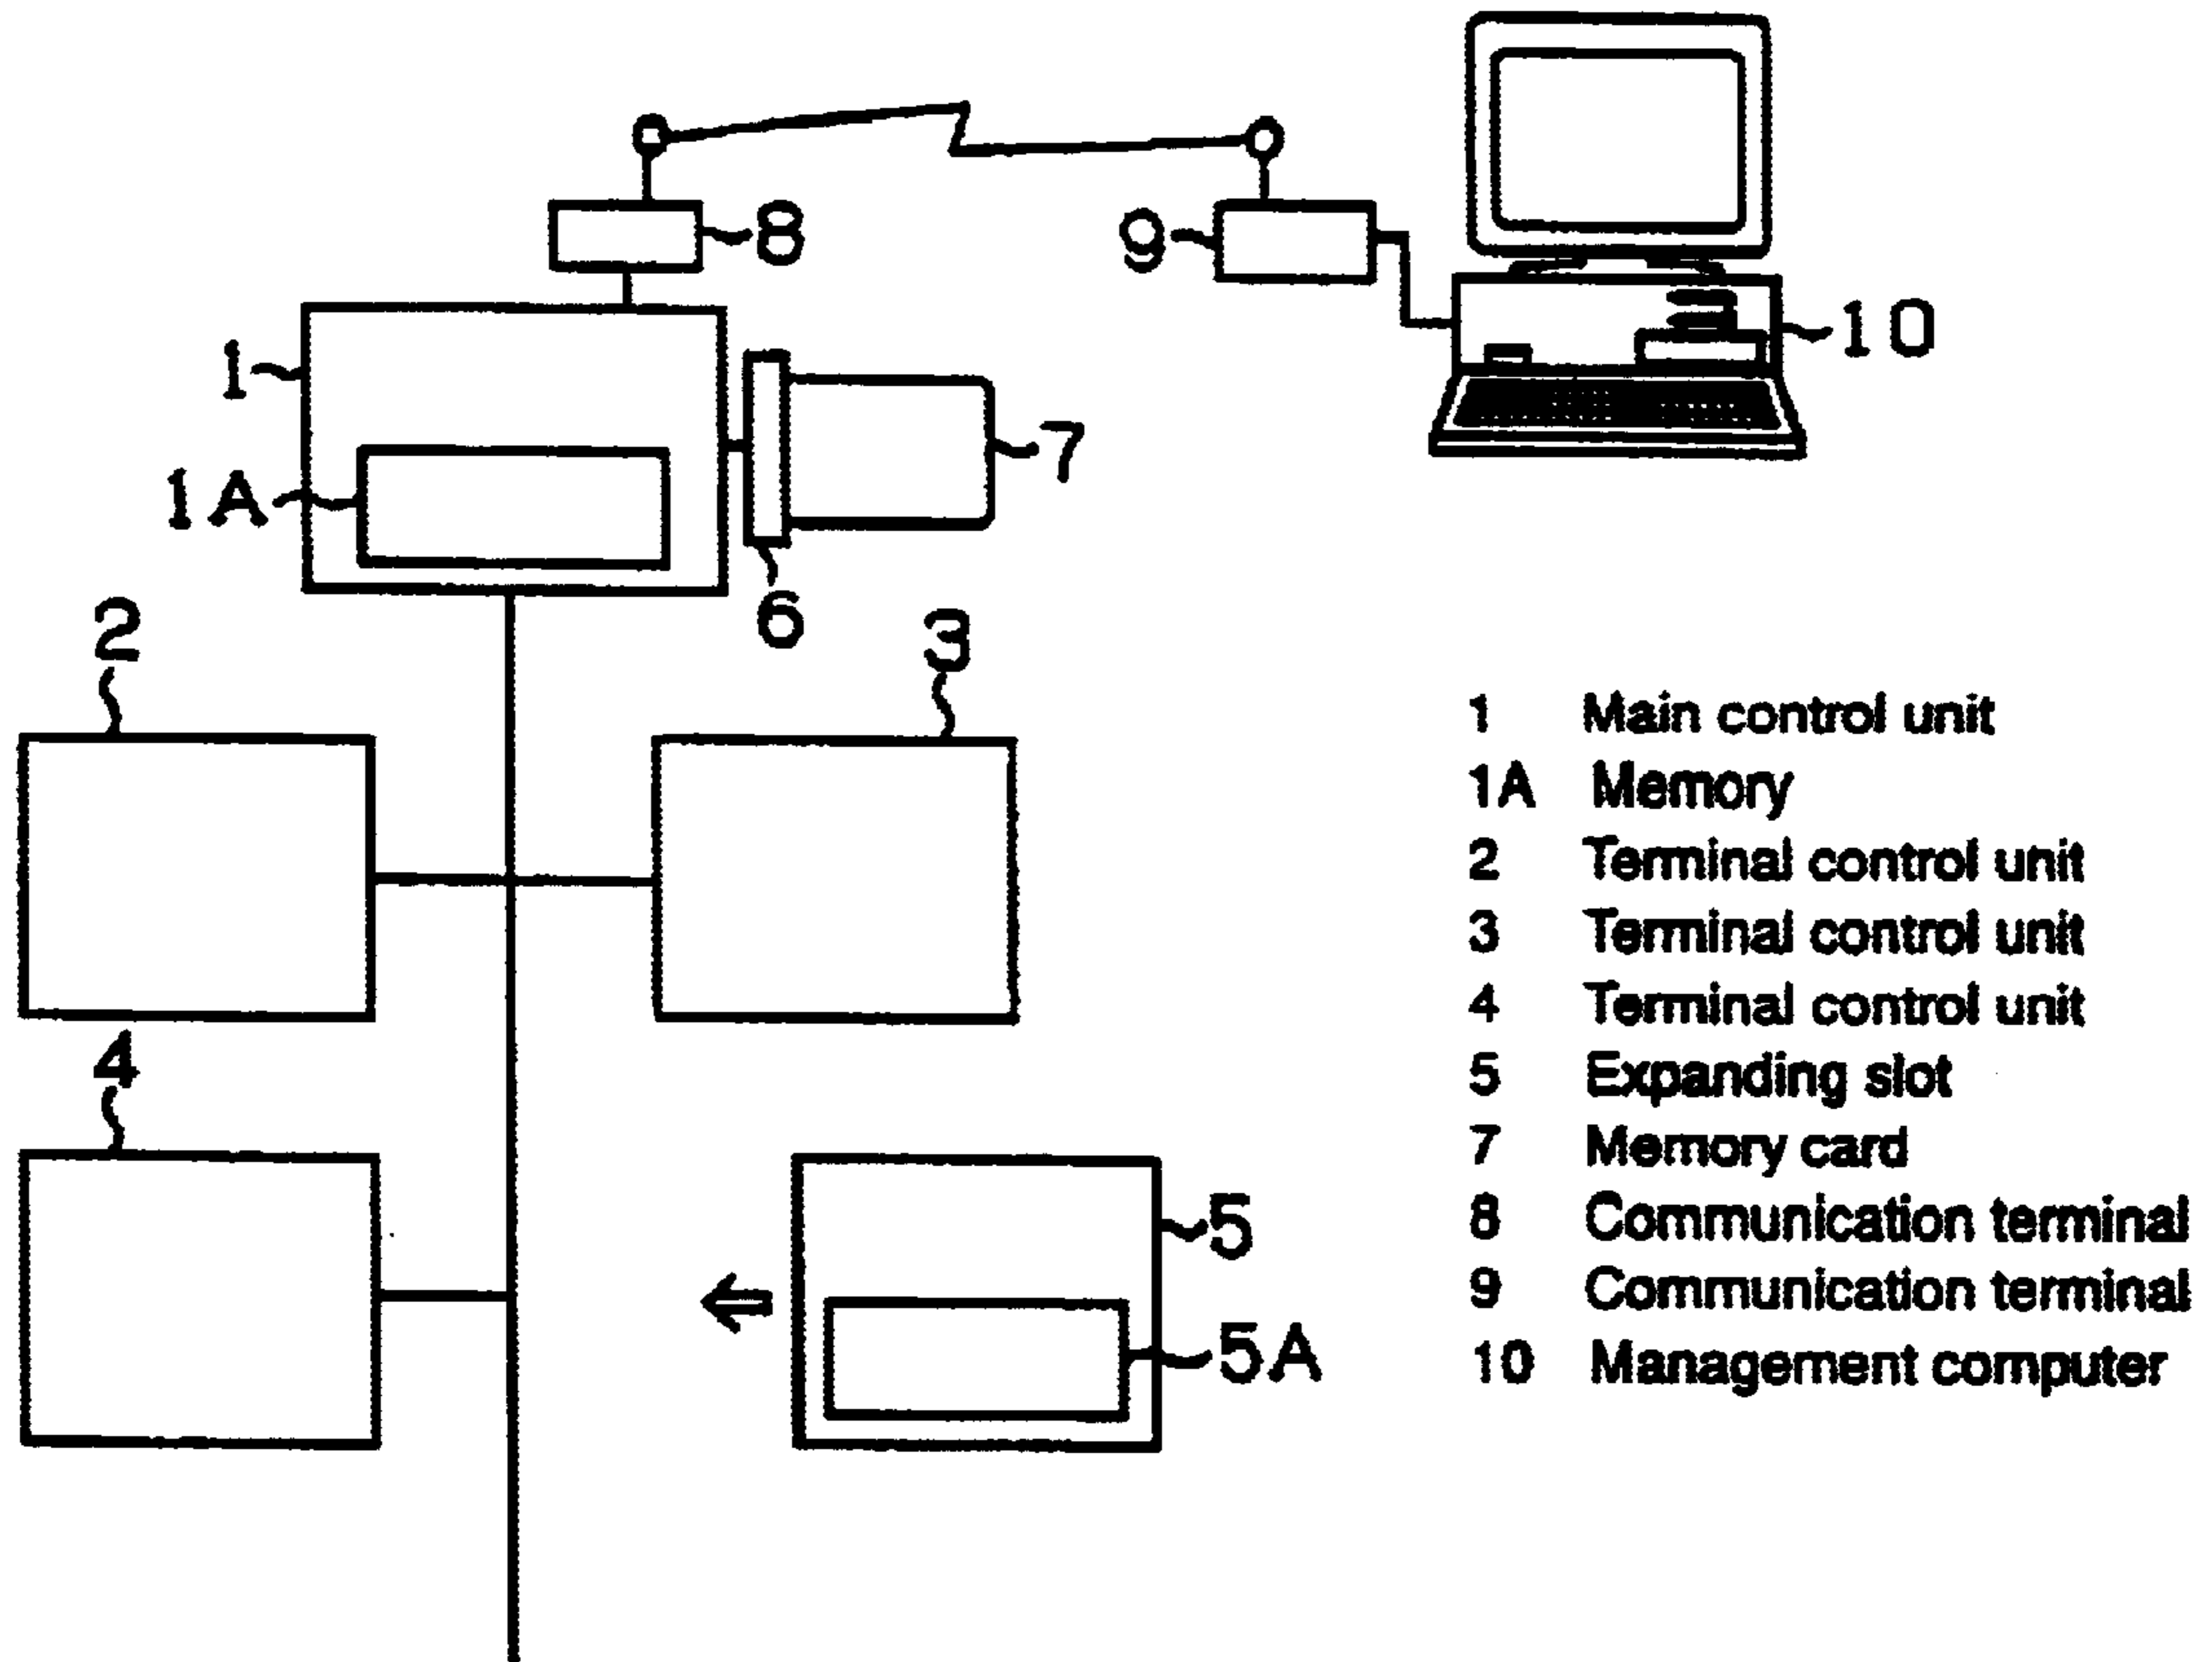 8
9
10
1
7
1A
6
2
3
4
5
5A
1 Main control unit
1A Memory
2 Terminal control unit
3 Terminal control unit
4 Terminal control unit
5 Expanding slot
7 Memory card
8 Communication terminal
9 Communication terminal
10 Management computer